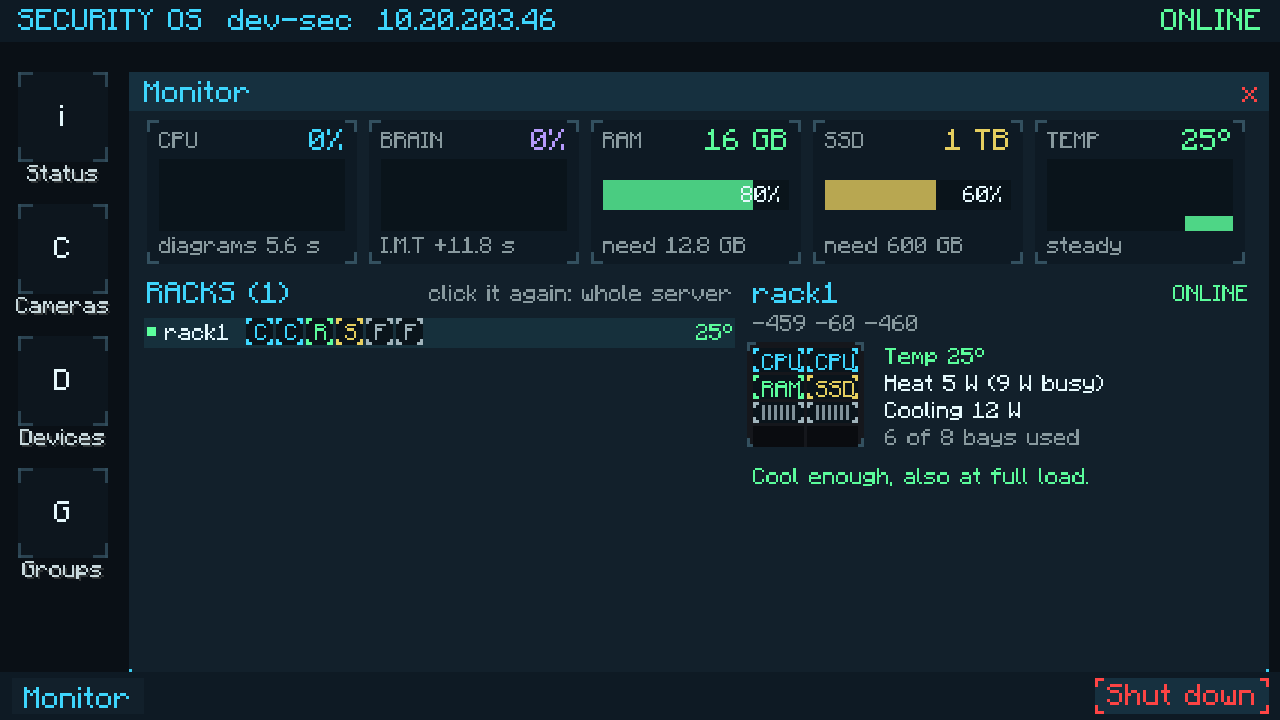 SECURITY OS dev-sec 10.20.203.46 ONLINE
i
Status
C
Cameras
D
Devices
G
Groups
Monitor x
CPU 0%
diagrams 5.6 s
BRAIN 0%
I.M.T +11.8 s
RAM 16 GB
80%
need 12.8 GB
SSD 1 TB
60%
need 600 GB
TEMP 25º
steady
RACKS (1) click it again: whole server
rack1 C C R S F F 25º
rack1 ONLINE
-459 -60 -460
CPU CPU
RAM SSD
Temp 25º
Heat 5 W (9 W busy)
Cooling 12 W
6 of 8 bays used
Cool enough, also at full load.
Monitor Shut down